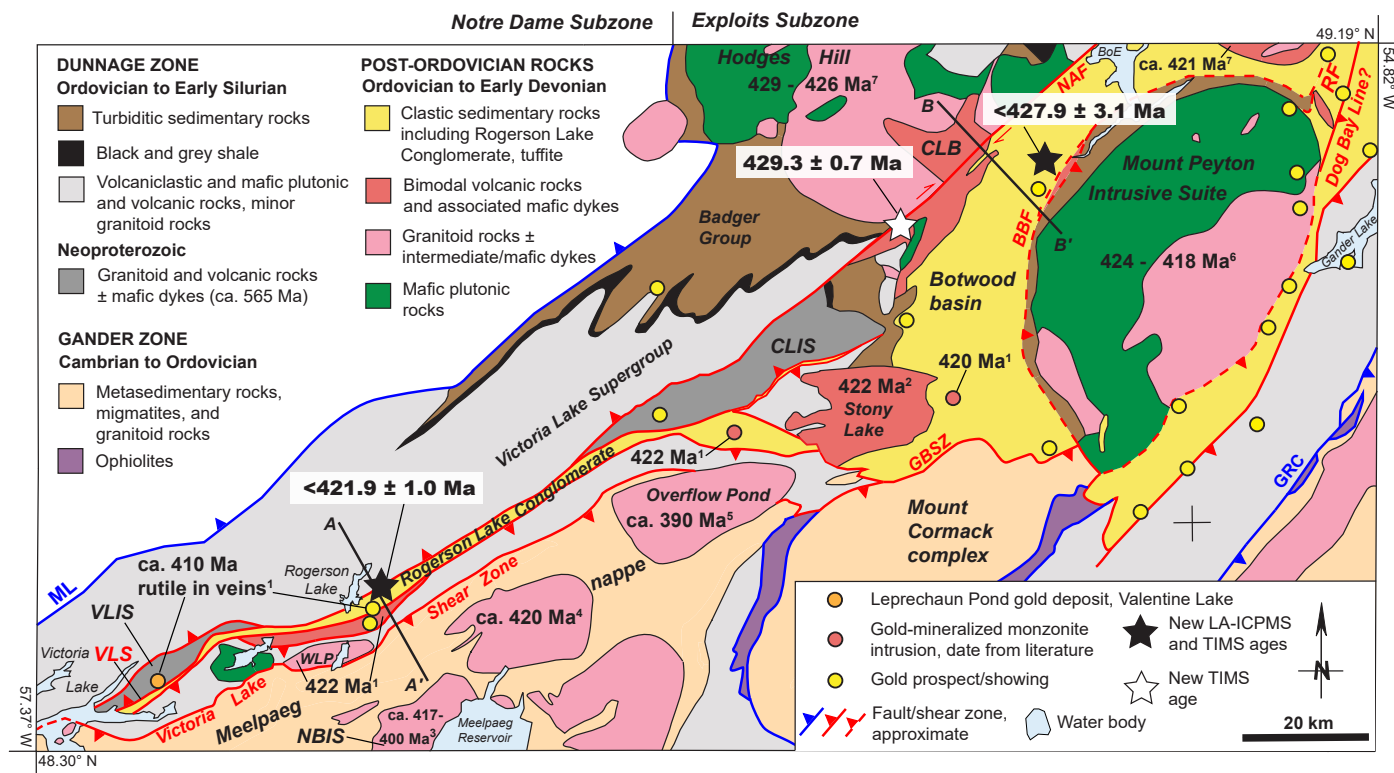 Notre Dame Subzone
Exploits Subzone
49.19° N
54.82° W
DUNNAGE ZONE
Ordovician to Early Silurian
Turbiditic sedimentary rocks
Black and grey shale
Volcaniclastic and mafic plutonic
and volcanic rocks, minor
granitoid rocks
Neoproterozoic
Granitoid and volcanic rocks
± mafic dykes (ca. 565 Ma)
GANDER ZONE
Cambrian to Ordovician
Metasedimentary rocks,
migmatites, and
granitoid rocks
Ophiolites
POST-ORDOVICIAN ROCKS
Ordovician to Early Devonian
Clastic sedimentary rocks
including Rogerson Lake
Conglomerate, tuffite
Bimodal volcanic rocks
and associated mafic dykes
Granitoid rocks ±
intermediate/mafic dykes
Mafic plutonic
rocks
Hodges Hill
429 - 426 Ma⁷
NAF
BoE
ca. 421 Ma⁷
RF
Dog Bay Line?
B
<427.9 ± 3.1 Ma
CLB
429.3 ± 0.7 Ma
Mount Peyton
Intrusive Suite
BBF
B'
424 - 418 Ma⁶
Gander Lake
Badger
Group
Botwood
basin
CLIS
420 Ma¹
422 Ma²
Stony
Lake
Victoria Lake Supergroup
GBSZ
422 Ma¹
<421.9 ± 1.0 Ma
Rogerson Lake Conglomerate
Overflow Pond
ca. 390 Ma⁵
Mount
Cormack
complex
GRC
A
ca. 410 Ma
rutile in veins¹
Rogerson
Lake
Shear Zone
nappe
ML
VLIS
ca. 420 Ma⁴
VLS
Victoria
Lake
WLP
422 Ma¹
A'
Victoria Lake
Meelpaeg
ca. 417-
400 Ma³
NBIS
Meelpaeg
Reservoir
57.37° W
48.30° N
Leprechaun Pond gold deposit, Valentine Lake
Gold-mineralized monzonite
intrusion, date from literature
Gold prospect/showing
Fault/shear zone,
approximate
Water body
New LA-ICPMS
and TIMS ages
New TIMS
age
N
20 km